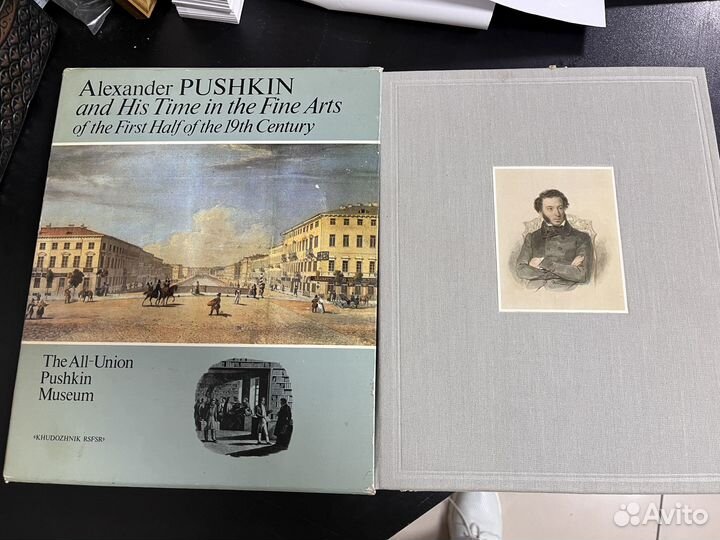 Alexander PUSHKIN
and His Time in the Fine Arts
of the First Half of the 19th Century
The All-Union
Pushkin
Museum
«KHUDOZHNIK RSFSR»
Avito